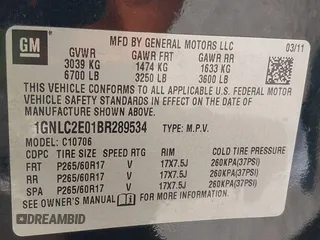 GM
MFD BY GENERAL MOTORS LLC
03/11
GVWR GAWR FRT GAWR RR
3039 KG 1474 KG 1633 KG
6700 LB 3250 LB 3600 LB
THIS VEHICLE CONFORMS TO ALL APPLICABLE U.S. FEDERAL MOTOR
VEHICLE SAFETY
STANDARDS IN EFFECT ON THE DATE OF
MANUFACTURE SHOWN ABOVE.
1GNLC2E01BR289534 TYPE: M.P.V.
MODEL: C10706
CDPC TIRE SIZE SPEED RTG RIM COLD TIRE PRESSURE
FRT P265/60R17 V 17X7.5J 260KPA(37PSI)
RR P265/60R17 V 17X7.5J 260KPA(37PSI)
SPA P265/60R17 V 17X7.5J 260KPA(37PSI)
SEE OWNER'S MANUAL FOR MORE INFORMATION.
DREAMBID